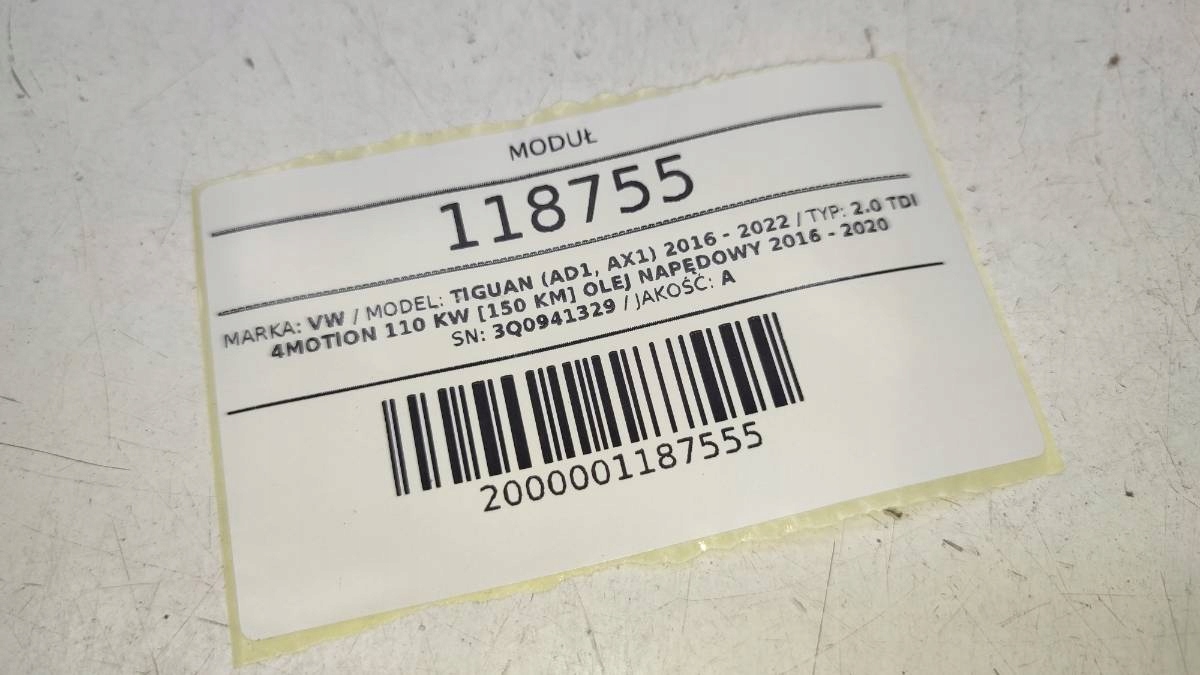 MODUŁ
118755
MARKA: VW / MODEL: TIGUAN (AD1, AX1) 2016 - 2022 / TYP: 2.0 TDI
4MOTION 110 KW [150 KM] OLEJ NAPĘDOWY 2016 - 2020
SN: 3Q0941329 / JAKOŚĆ: A
2000001187555